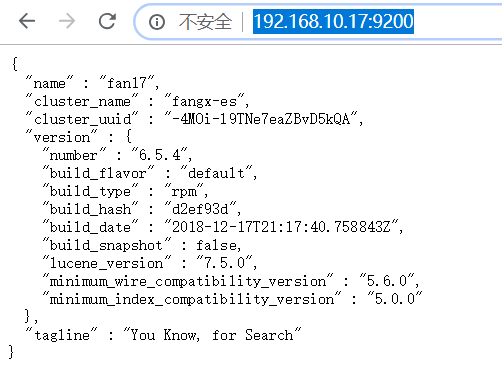 不安全 192.168.10.17:9200
{
"name" : "fan17",
"cluster_name" : "fangx-es",
"cluster_uuid" : "-4MOi-19TNe7eaZBvD5kQA",
"version" : {
"number" : "6.5.4",
"build_flavor" : "default",
"build_type" : "rpm",
"build_hash" : "d2ef93d",
"build_date" : "2018-12-17T21:17:40.758843Z",
"build_snapshot" : false,
"lucene_version" : "7.5.0",
"minimum_wire_compatibility_version" : "5.6.0",
"minimum_index_compatibility_version" : "5.0.0"
},
"tagline" : "You Know, for Search"
}